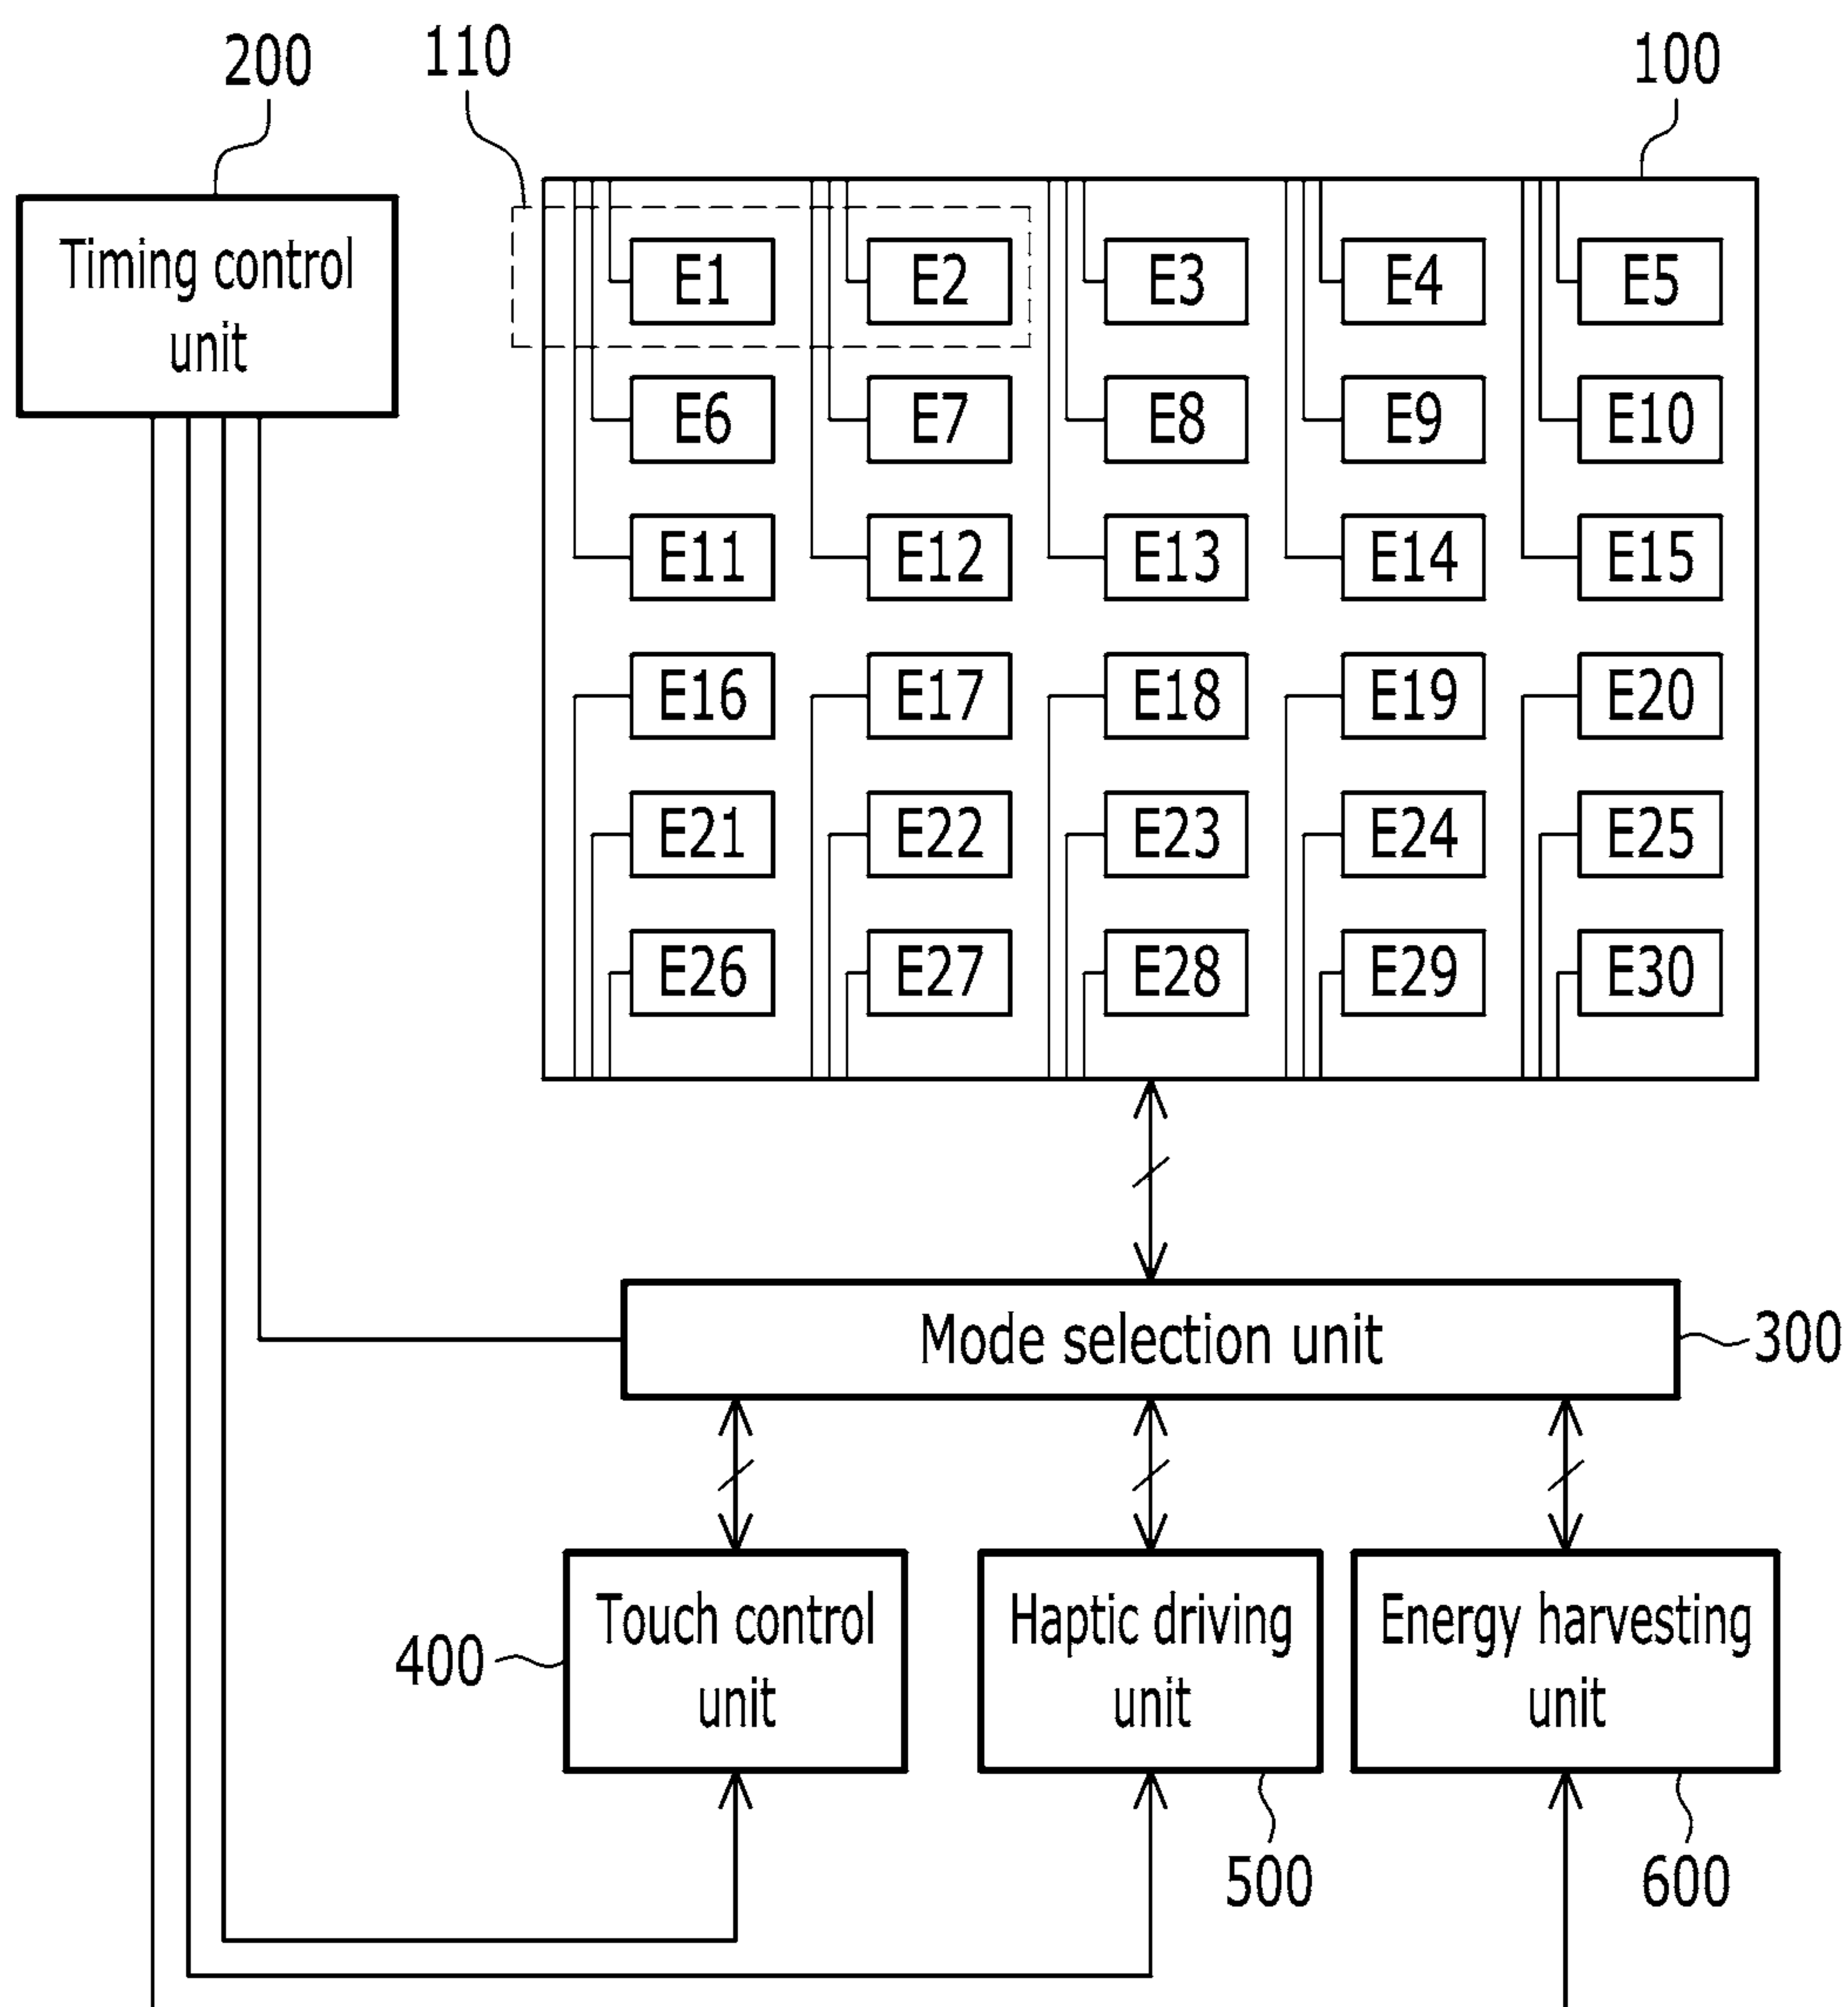 200
110
100
Timing control
unit
E1 E2 E3 E4 E5
E6 E7 E8 E9 E10
E11 E12 E13 E14 E15
E16 E17 E18 E19 E20
E21 E22 E23 E24 E25
E26 E27 E28 E29 E30
Mode selection unit
300
Touch control
unit
400
Haptic driving
unit
Energy harvesting
unit
500
600